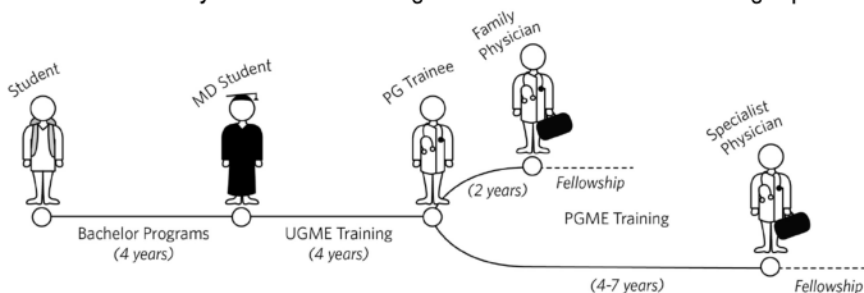 Student
MD Student
PG Trainee
Family
Physician
Specialist
Physician
Bachelor Programs
(4 years)
UGME Training
(4 years)
(2 years)
Fellowship
PGME Training
(4-7 years)
Fellowship